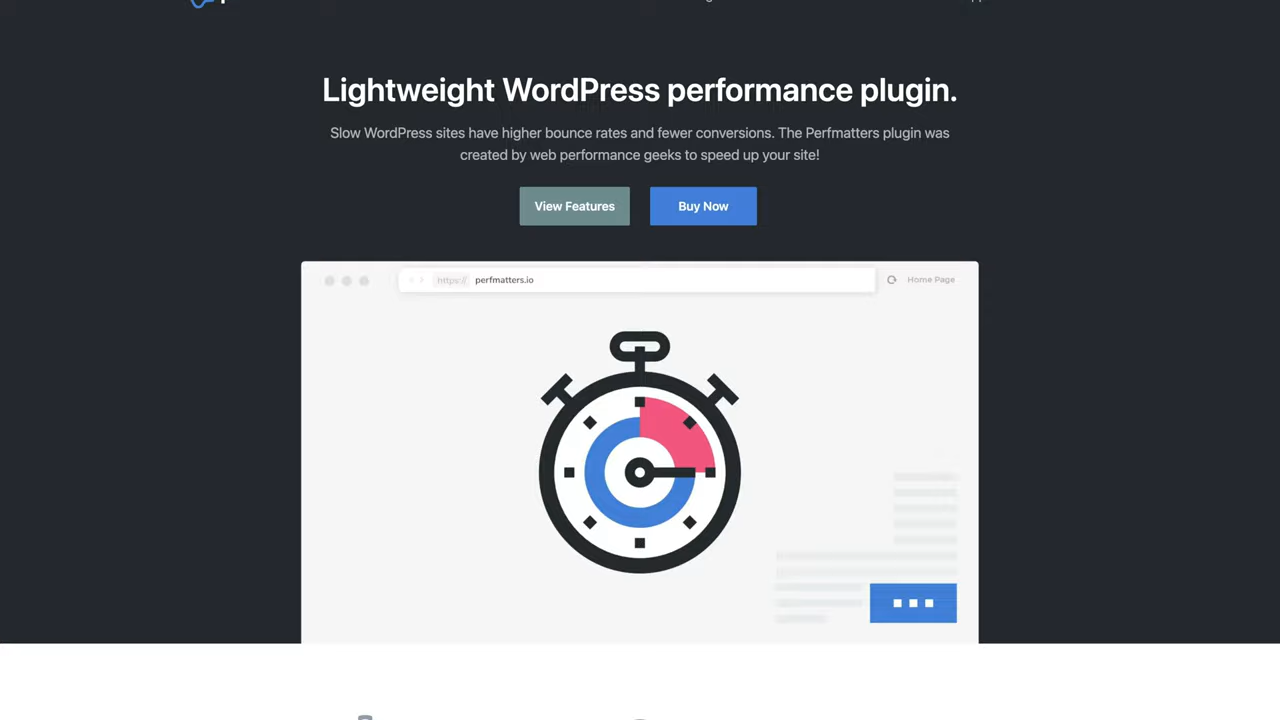 Lightweight WordPress performance plugin.
Slow WordPress sites have higher bounce rates and fewer conversions. The Perfmatters plugin was
created by web performance geeks to speed up your site!
View Features
Buy Now
https://
perfmatters.io
Home Page